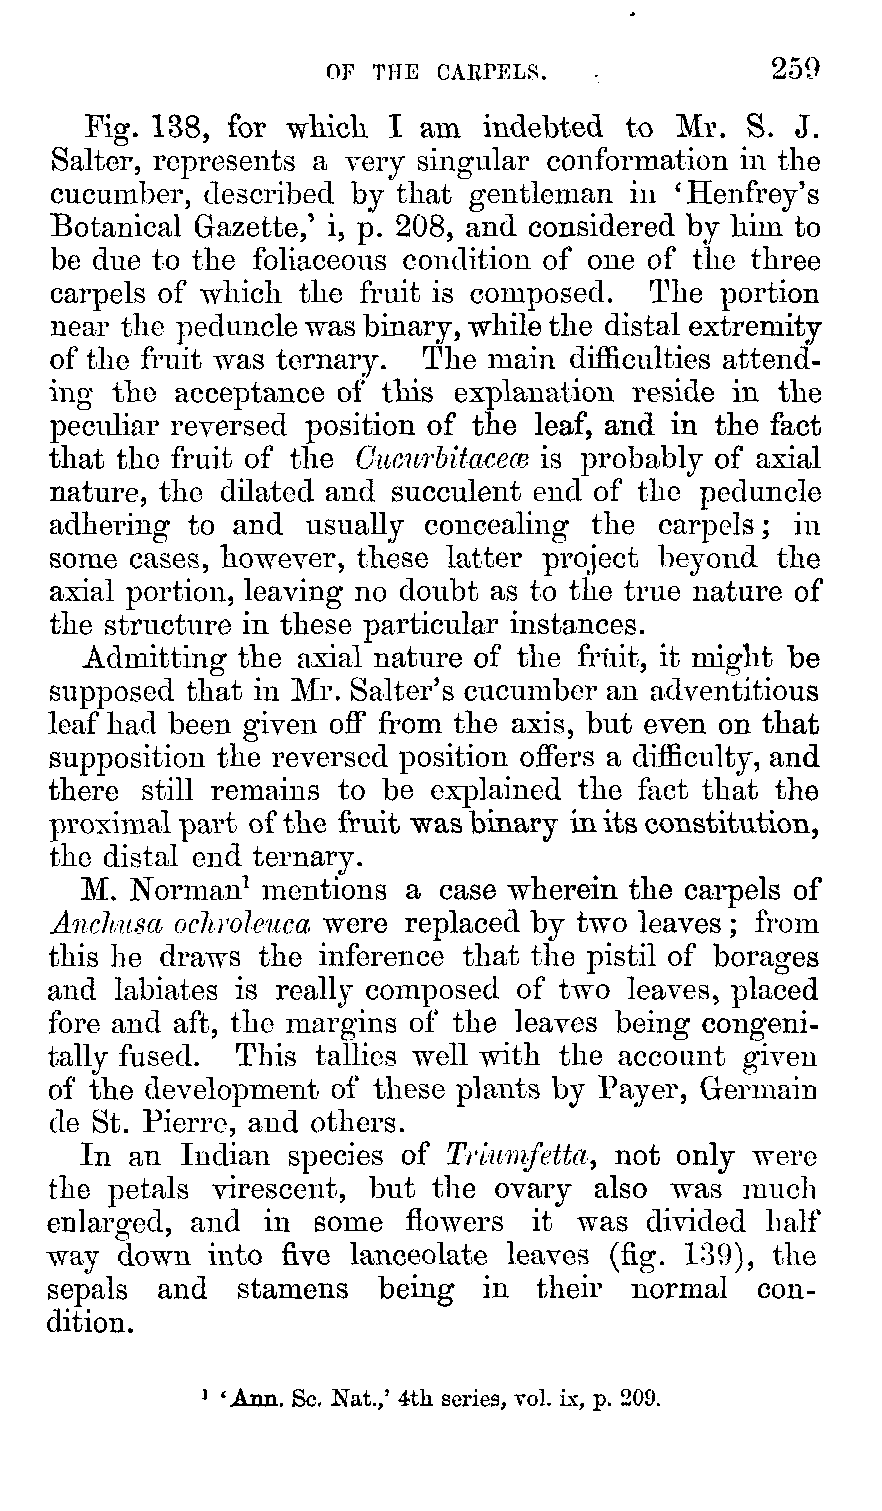 OF THE CARPELS. 259
Fig. 138, for which I am indebted to Mr. S. J.
Salter, represents a very singular conformation in the
cucumber, described by that gentleman in ‘Henfrey’s
Botanical Gazette,’ i, p. 208, and considered by him to
be due to the foliaceous condition of one of the three
carpels of which the fruit is composed. The portion
near the peduncle was binary, while the distal extremity
of the fruit was ternary. The main difficulties attend-
ing the acceptance of this explanation reside in the
peculiar reversed position of the leaf, and in the fact
that the fruit of the Cucurbitaceæ is probably of axial
nature, the dilated and succulent end of the peduncle
adhering to and usually concealing the carpels; in
some cases, however, these latter project beyond the
axial portion, leaving no doubt as to the true nature of
the structure in these particular instances.
Admitting the axial nature of the fruit, it might be
supposed that in Mr. Salter’s cucumber an adventitious
leaf had been given off from the axis, but even on that
supposition the reversed position offers a difficulty, and
there still remains to be explained the fact that the
proximal part of the fruit was binary in its constitution,
the distal end ternary.
M. Norman¹ mentions a case wherein the carpels of
Anchusa ochroleuca were replaced by two leaves; from
this he draws the inference that the pistil of borages
and labiates is really composed of two leaves, placed
fore and aft, the margins of the leaves being congeni-
tally fused. This tallies well with the account given
of the development of these plants by Payer, Germain
de St. Pierre, and others.
In an Indian species of Triumfetta, not only were
the petals virescent, but the ovary also was much
enlarged, and in some flowers it was divided half
way down into five lanceolate leaves (fig. 139), the
sepals and stamens being in their normal con-
dition.
¹ ‘Ann. Sc. Nat.,’ 4th series, vol. ix, p. 209.